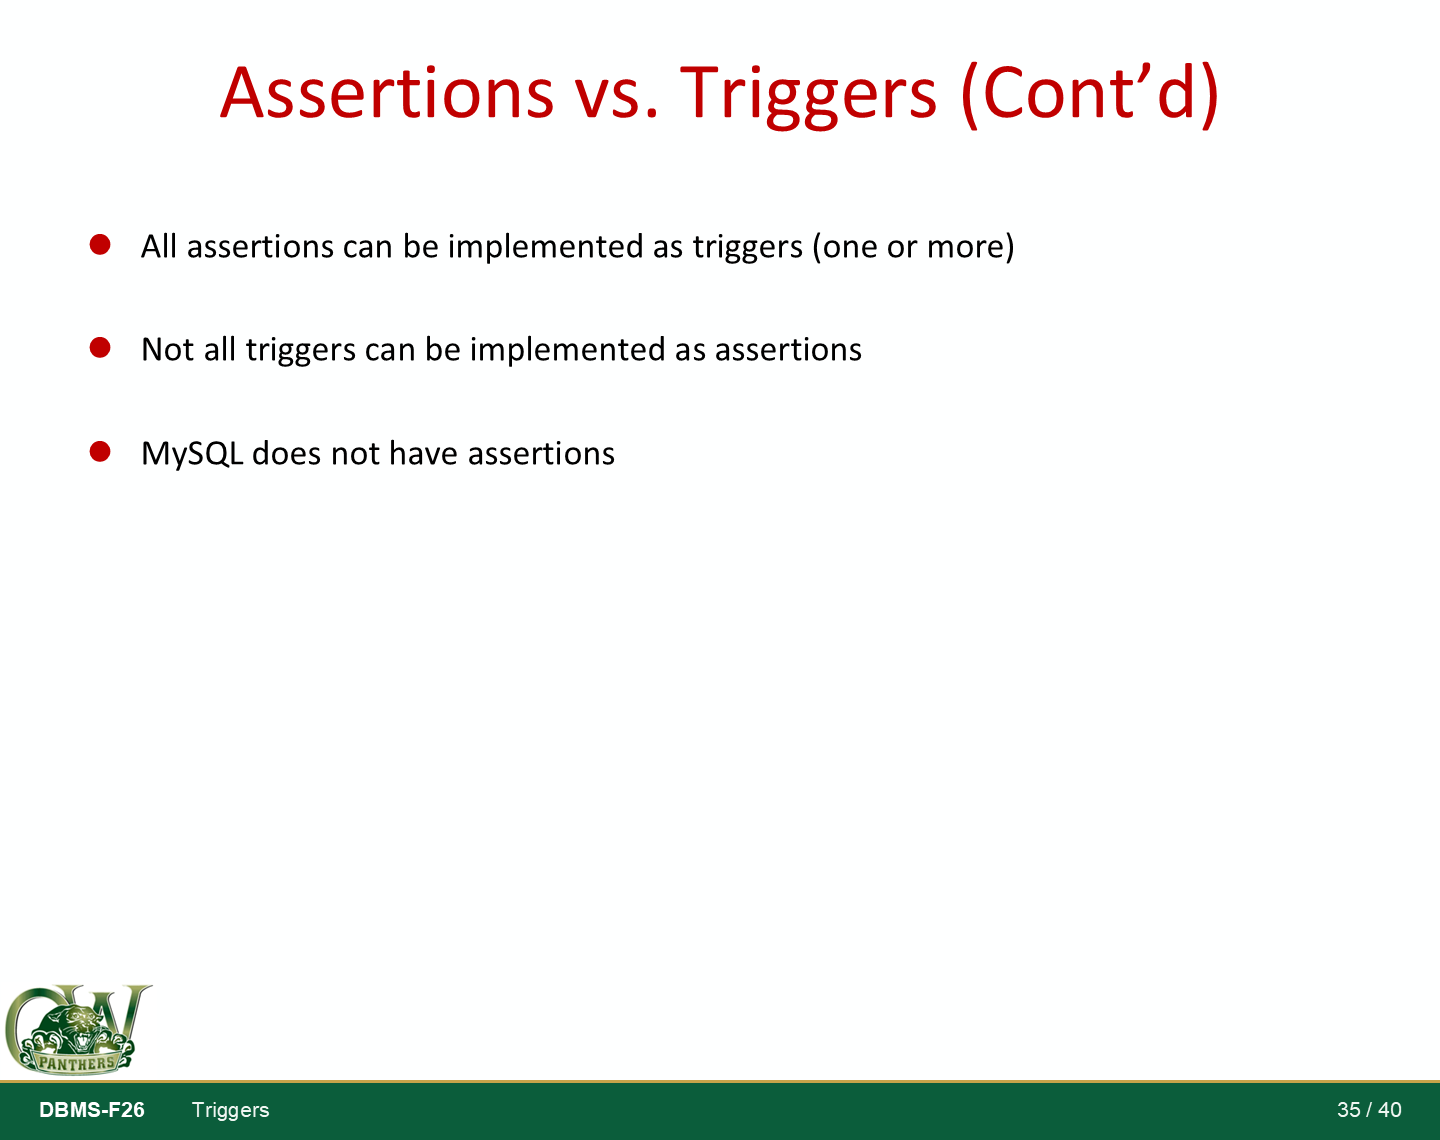 Assertions vs. Triggers (Cont’d)
All assertions can be implemented as triggers (one or more)
Not all triggers can be implemented as assertions
MySQL does not have assertions
OW
PANTHERS
DBMS-F26 Triggers 35 / 40